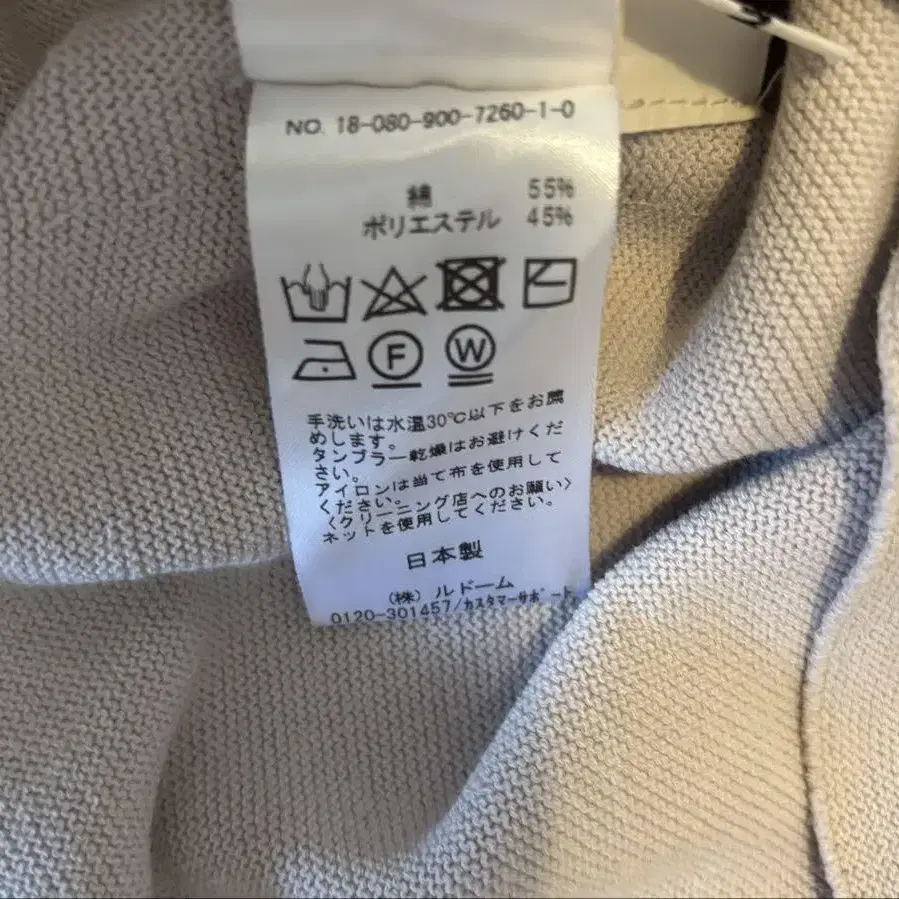 NO. 18-080-900-7260-1-0
綿 55%
ポリエステル 45%
F W
手洗いは水温30℃以下をお薦
めします。
タンブラー乾燥はお避けくだ
さい。
アイロンは当て布を使用して
ください。
〈クリーニング店へのお願い〉
ネットを使用してください。
日本製
(株) ルドーム
0120-301457/カスタマーサポート